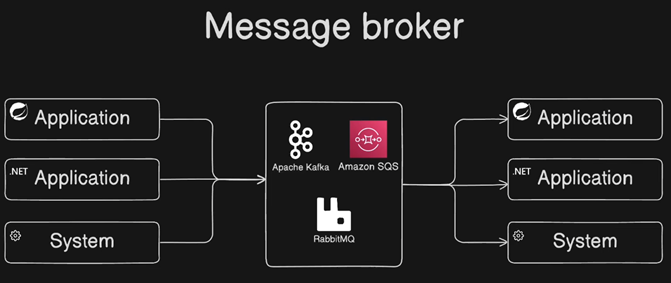 Message broker
Application
.NET Application
System
Apache Kafka
Amazon SQS
RabbitMQ
Application
.NET Application
System